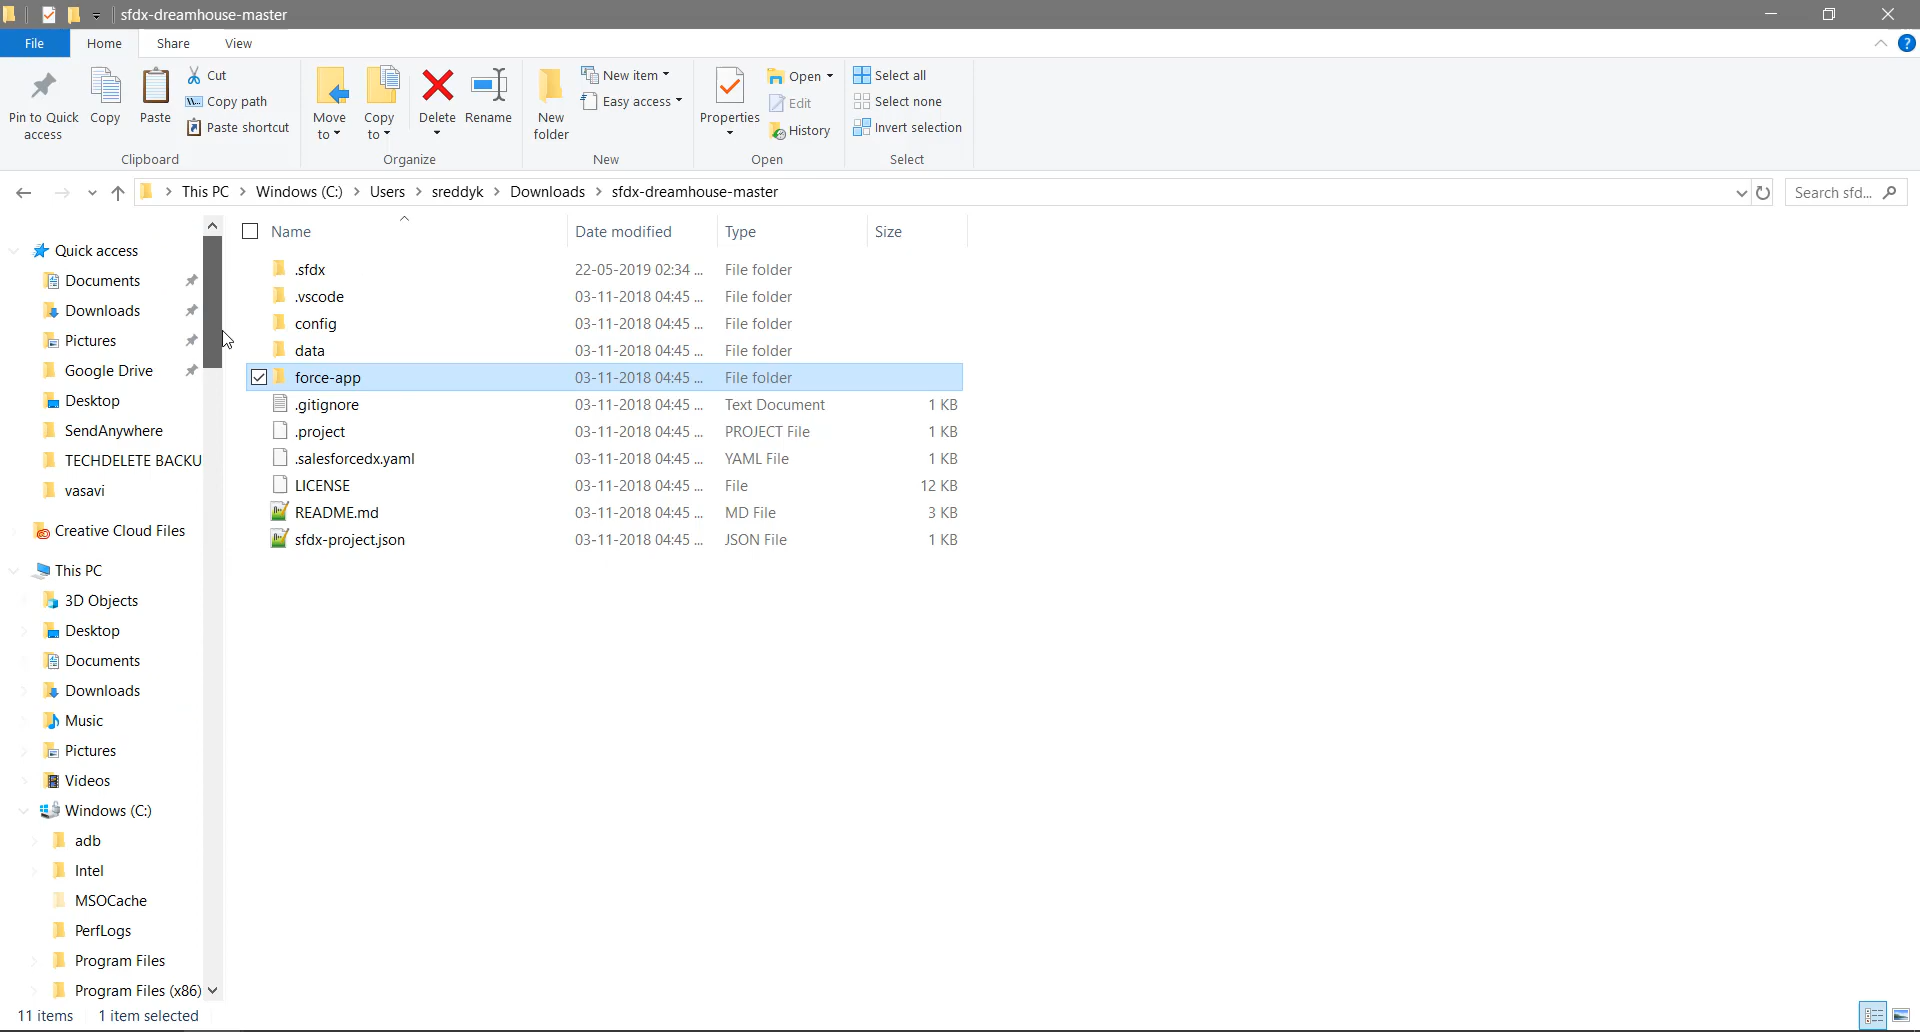 sfdx-dreamhouse-master
File Home Share View
Pin to Quick access
Copy
Paste
Cut
Copy path
Paste shortcut
Clipboard
Move to
Copy to
Delete
Rename
Organize
New folder
New item
Easy access
New
Properties
Open
Edit
History
Open
Select all
Select none
Invert selection
Select
This PC > Windows (C:) > Users > sreddyk > Downloads > sfdx-dreamhouse-master
Search sfd...
Quick access
Documents
Downloads
Pictures
Google Drive
Desktop
SendAnywhere
TECHDELETE BACKU
vasavi
Creative Cloud Files
This PC
3D Objects
Desktop
Documents
Downloads
Music
Pictures
Videos
Windows (C:)
adb
Intel
MSOCache
PerfLogs
Program Files
Program Files (x86)
Name Date modified Type Size
.sfdx 22-05-2019 02:34 ... File folder
.vscode 03-11-2018 04:45 ... File folder
config 03-11-2018 04:45 ... File folder
data 03-11-2018 04:45 ... File folder
force-app 03-11-2018 04:45 ... File folder
.gitignore 03-11-2018 04:45 ... Text Document 1 KB
.project 03-11-2018 04:45 ... PROJECT File 1 KB
.salesforcedx.yaml 03-11-2018 04:45 ... YAML File 1 KB
LICENSE 03-11-2018 04:45 ... File 12 KB
README.md 03-11-2018 04:45 ... MD File 3 KB
sfdx-project.json 03-11-2018 04:45 ... JSON File 1 KB
11 items 1 item selected